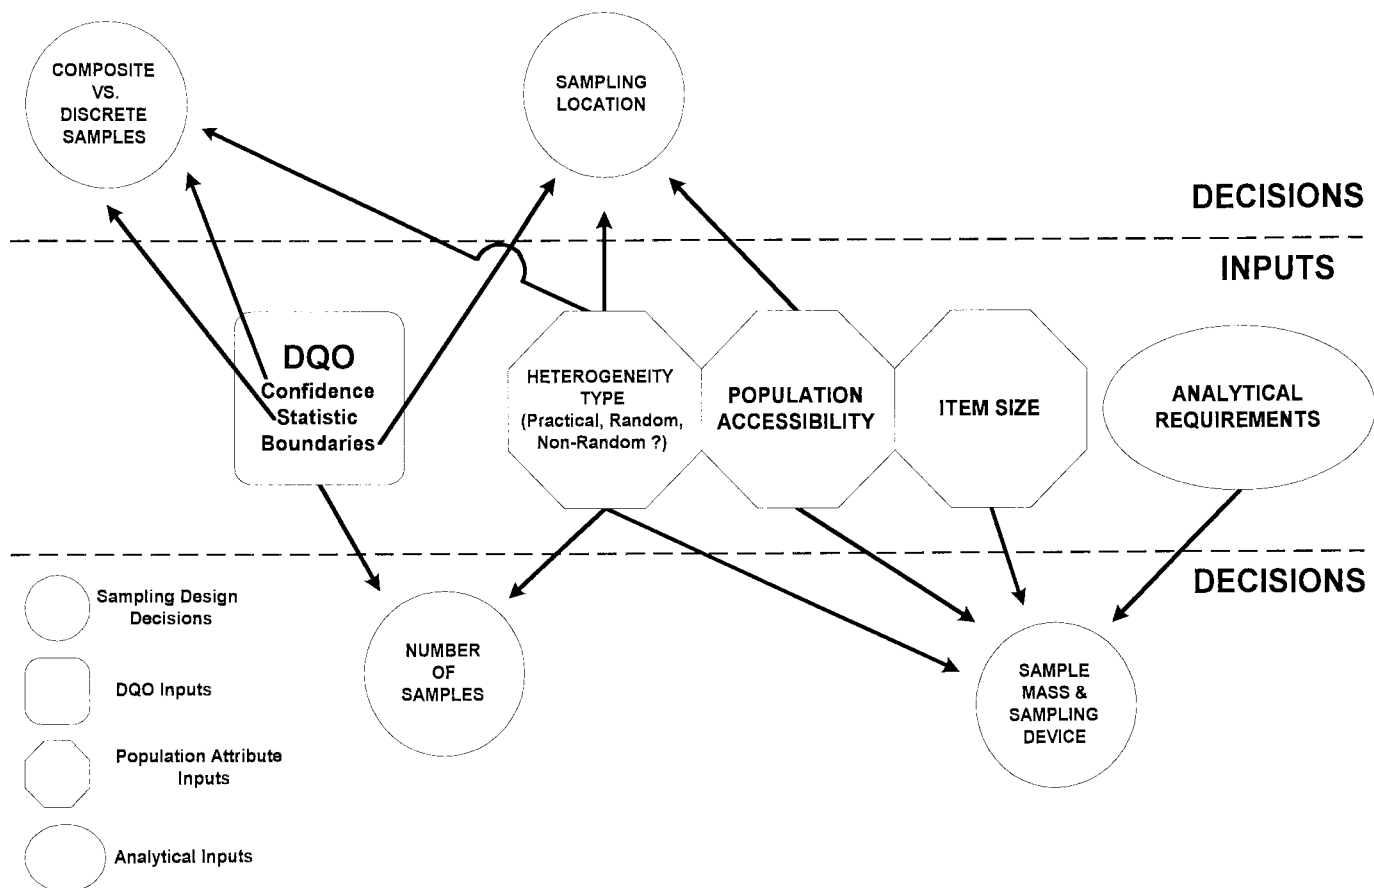 COMPOSITE
VS.
DISCRETE
SAMPLES
SAMPLING
LOCATION
DECISIONS
INPUTS
DQO
Confidence
Statistic
Boundaries
HETEROGENEITY
TYPE
(Practical, Random,
Non-Random ?)
POPULATION
ACCESSIBILITY
ITEM SIZE
ANALYTICAL
REQUIREMENTS
DECISIONS
NUMBER
OF
SAMPLES
SAMPLE
MASS &
SAMPLING
DEVICE
Sampling Design
Decisions
DQO Inputs
Population Attribute
Inputs
Analytical Inputs